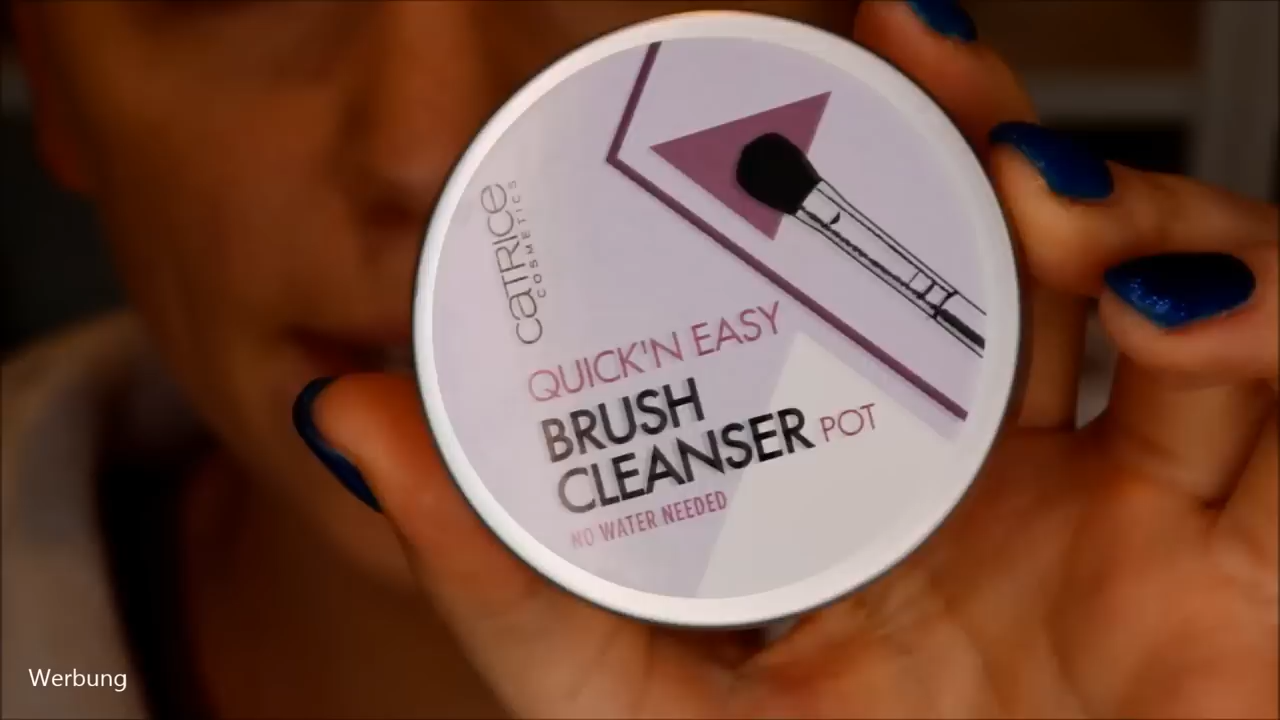 CATRICE
COSMETICS
QUICK'N EASY
BRUSH
CLEANSER POT
NO WATER NEEDED
Werbung